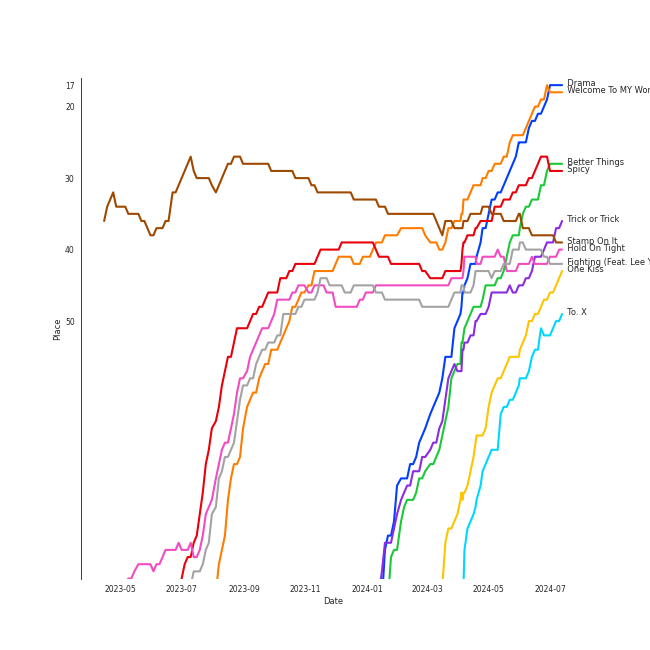 17
20
30
40
50
Place
Drama
Welcome To MY Wor
Better Things
Spicy
Trick or Trick
Stamp On It
Hold On Tight
Fighting (Feat. Lee Y
One Kiss
To. X
2023-05
2023-07
2023-09
2023-11
2024-01
2024-03
2024-05
2024-07
Date